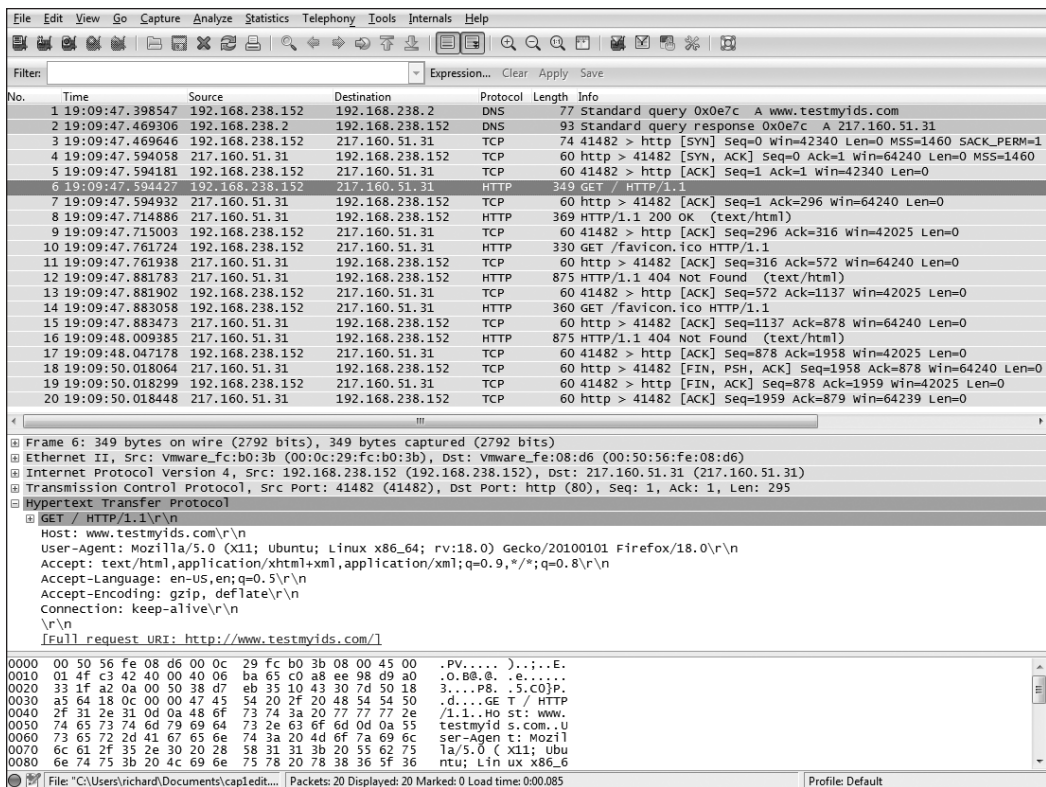 File Edit View Go Capture Analyze Statistics Telephony Tools Internals Help
Filter: Expression... Clear Apply Save
No. Time Source Destination Protocol Length Info
1 19:09:47.398547 192.168.238.152 192.168.238.2 DNS 77 Standard query 0x0e7c A www.testmyids.com
2 19:09:47.469306 192.168.238.2 192.168.238.152 DNS 93 Standard query response 0x0e7c A 217.160.51.31
3 19:09:47.469646 192.168.238.152 217.160.51.31 TCP 74 41482 > http [SYN] Seq=0 Win=42340 Len=0 MSS=1460 SACK_PERM=1
4 19:09:47.594058 217.160.51.31 192.168.238.152 TCP 60 http > 41482 [SYN, ACK] Seq=0 Ack=1 Win=64240 Len=0 MSS=1460
5 19:09:47.594181 192.168.238.152 217.160.51.31 TCP 60 41482 > http [ACK] Seq=1 Ack=1 Win=42340 Len=0
6 19:09:47.594427 192.168.238.152 217.160.51.31 HTTP 349 GET / HTTP/1.1
7 19:09:47.594932 217.160.51.31 192.168.238.152 TCP 60 http > 41482 [ACK] Seq=1 Ack=296 Win=64240 Len=0
8 19:09:47.714886 217.160.51.31 192.168.238.152 HTTP 369 HTTP/1.1 200 OK (text/html)
9 19:09:47.715003 192.168.238.152 217.160.51.31 TCP 60 41482 > http [ACK] Seq=296 Ack=316 Win=42025 Len=0
10 19:09:47.761724 192.168.238.152 217.160.51.31 HTTP 330 GET /favicon.ico HTTP/1.1
11 19:09:47.761938 217.160.51.31 192.168.238.152 TCP 60 http > 41482 [ACK] Seq=316 Ack=572 Win=64240 Len=0
12 19:09:47.881783 217.160.51.31 192.168.238.152 HTTP 875 HTTP/1.1 404 Not Found (text/html)
13 19:09:47.881902 192.168.238.152 217.160.51.31 TCP 60 41482 > http [ACK] Seq=572 Ack=1137 Win=42025 Len=0
14 19:09:47.883058 192.168.238.152 217.160.51.31 HTTP 360 GET /favicon.ico HTTP/1.1
15 19:09:47.883473 217.160.51.31 192.168.238.152 TCP 60 http > 41482 [ACK] Seq=1137 Ack=878 Win=64240 Len=0
16 19:09:48.009385 217.160.51.31 192.168.238.152 HTTP 875 HTTP/1.1 404 Not Found (text/html)
17 19:09:48.047178 192.168.238.152 217.160.51.31 TCP 60 41482 > http [ACK] Seq=878 Ack=1958 Win=42025 Len=0
18 19:09:50.018064 217.160.51.31 192.168.238.152 TCP 60 http > 41482 [FIN, PSH, ACK] Seq=1958 Ack=878 Win=64240 Len=0
19 19:09:50.018299 192.168.238.152 217.160.51.31 TCP 60 41482 > http [FIN, ACK] Seq=878 Ack=1959 Win=42025 Len=0
20 19:09:50.018448 217.160.51.31 192.168.238.152 TCP 60 http > 41482 [ACK] Seq=1959 Ack=879 Win=64239 Len=0
Frame 6: 349 bytes on wire (2792 bits), 349 bytes captured (2792 bits)
Ethernet II, Src: Vmware_fc:b0:3b (00:0c:29:fc:b0:3b), Dst: Vmware_fe:08:d6 (00:50:56:fe:08:d6)
Internet Protocol Version 4, Src: 192.168.238.152 (192.168.238.152), Dst: 217.160.51.31 (217.160.51.31)
Transmission Control Protocol, Src Port: 41482 (41482), Dst Port: http (80), Seq: 1, Ack: 1, Len: 295
Hypertext Transfer Protocol
GET / HTTP/1.1\r\n
Host: www.testmyids.com\r\n
User-Agent: Mozilla/5.0 (X11; Ubuntu; Linux x86_64; rv:18.0) Gecko/20100101 Firefox/18.0\r\n
Accept: text/html,application/xhtml+xml,application/xml;q=0.9,*/*;q=0.8\r\n
Accept-Language: en-US,en;q=0.5\r\n
Accept-Encoding: gzip, deflate\r\n
Connection: keep-alive\r\n
\r\n
[Full request URI: http://www.testmyids.com/]
0000 00 50 56 fe 08 d6 00 0c 29 fc b0 3b 08 00 45 00 .PV..... )..;..E.
0010 01 4f c3 42 40 00 40 06 ba 65 c0 a8 ee 98 d9 a0 .O.B@.@. .e......
0020 33 1f a2 0a 00 50 38 d7 eb 35 10 43 30 7d 50 18 3....P8. .5.C0}P.
0030 a5 64 18 0c 00 00 47 45 54 20 2f 20 48 54 54 50 .d....GE T / HTTP
0040 2f 31 2e 31 0d 0a 48 6f 73 74 3a 20 77 77 77 2e /1.1..Ho st: www.
0050 74 65 73 74 6d 79 69 64 73 2e 63 6f 6d 0d 0a 55 testmyid s.com..U
0060 73 65 72 2d 41 67 65 6e 74 3a 20 4d 6f 7a 69 6c ser-Agen t: Mozil
0070 6c 61 2f 35 2e 30 20 28 58 31 31 3b 20 55 62 75 la/5.0 ( X11; Ubu
0080 6e 74 75 3b 20 4c 69 6e 75 78 20 78 38 36 5f 36 ntu; Lin ux x86_6
File: "C:\Users\richard\Documents\cap1edit.... Packets: 20 Displayed: 20 Marked: 0 Load time: 0:00.085 Profile: Default